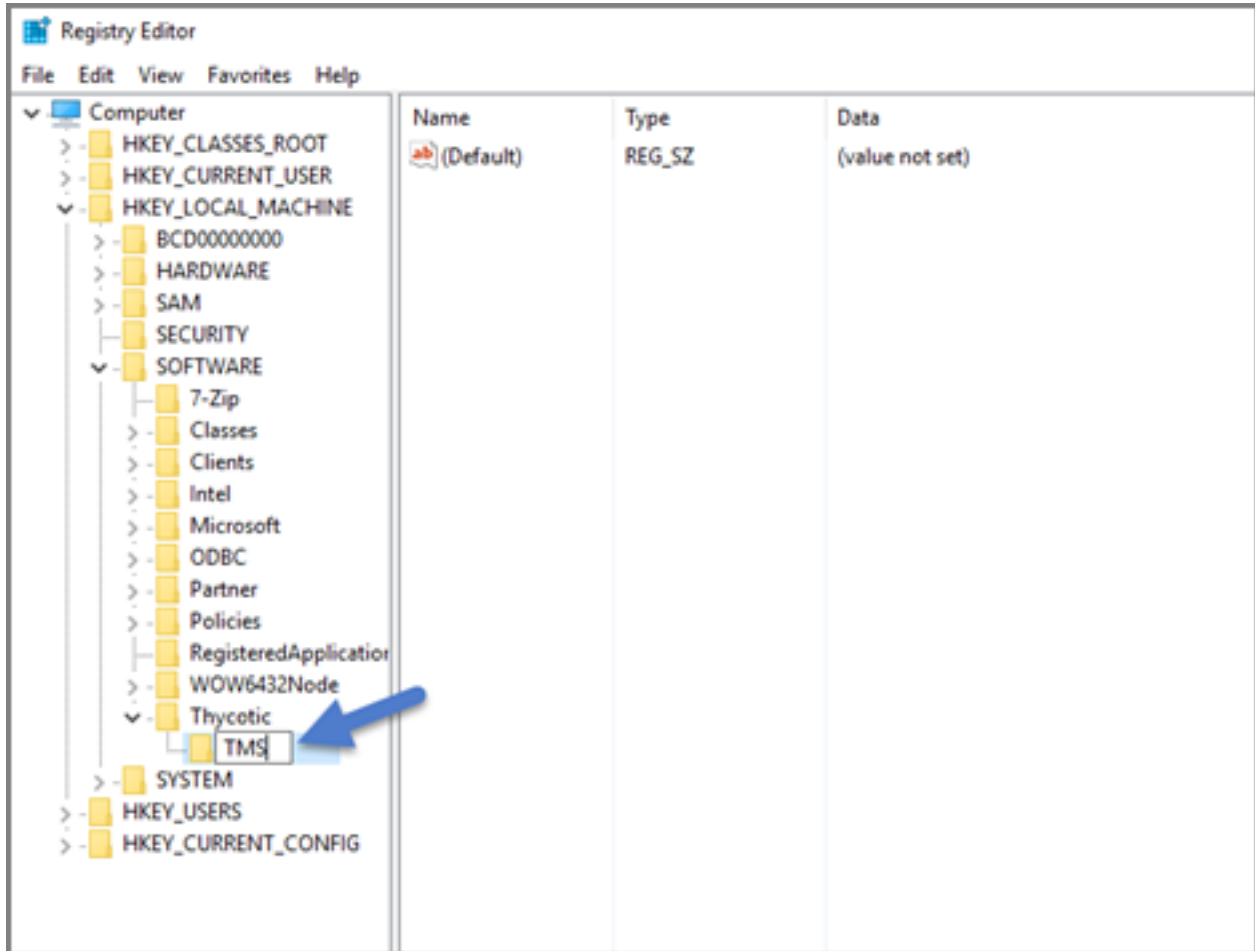 Registry Editor
File Edit View Favorites Help
Computer
HKEY_CLASSES_ROOT
HKEY_CURRENT_USER
HKEY_LOCAL_MACHINE
BCD00000000
HARDWARE
SAM
SECURITY
SOFTWARE
7-Zip
Classes
Clients
Intel
Microsoft
ODBC
Partner
Policies
RegisteredApplication
WOW6432Node
Thycotic
TMS
SYSTEM
HKEY_USERS
HKEY_CURRENT_CONFIG
Name Type Data
ab (Default) REG_SZ (value not set)